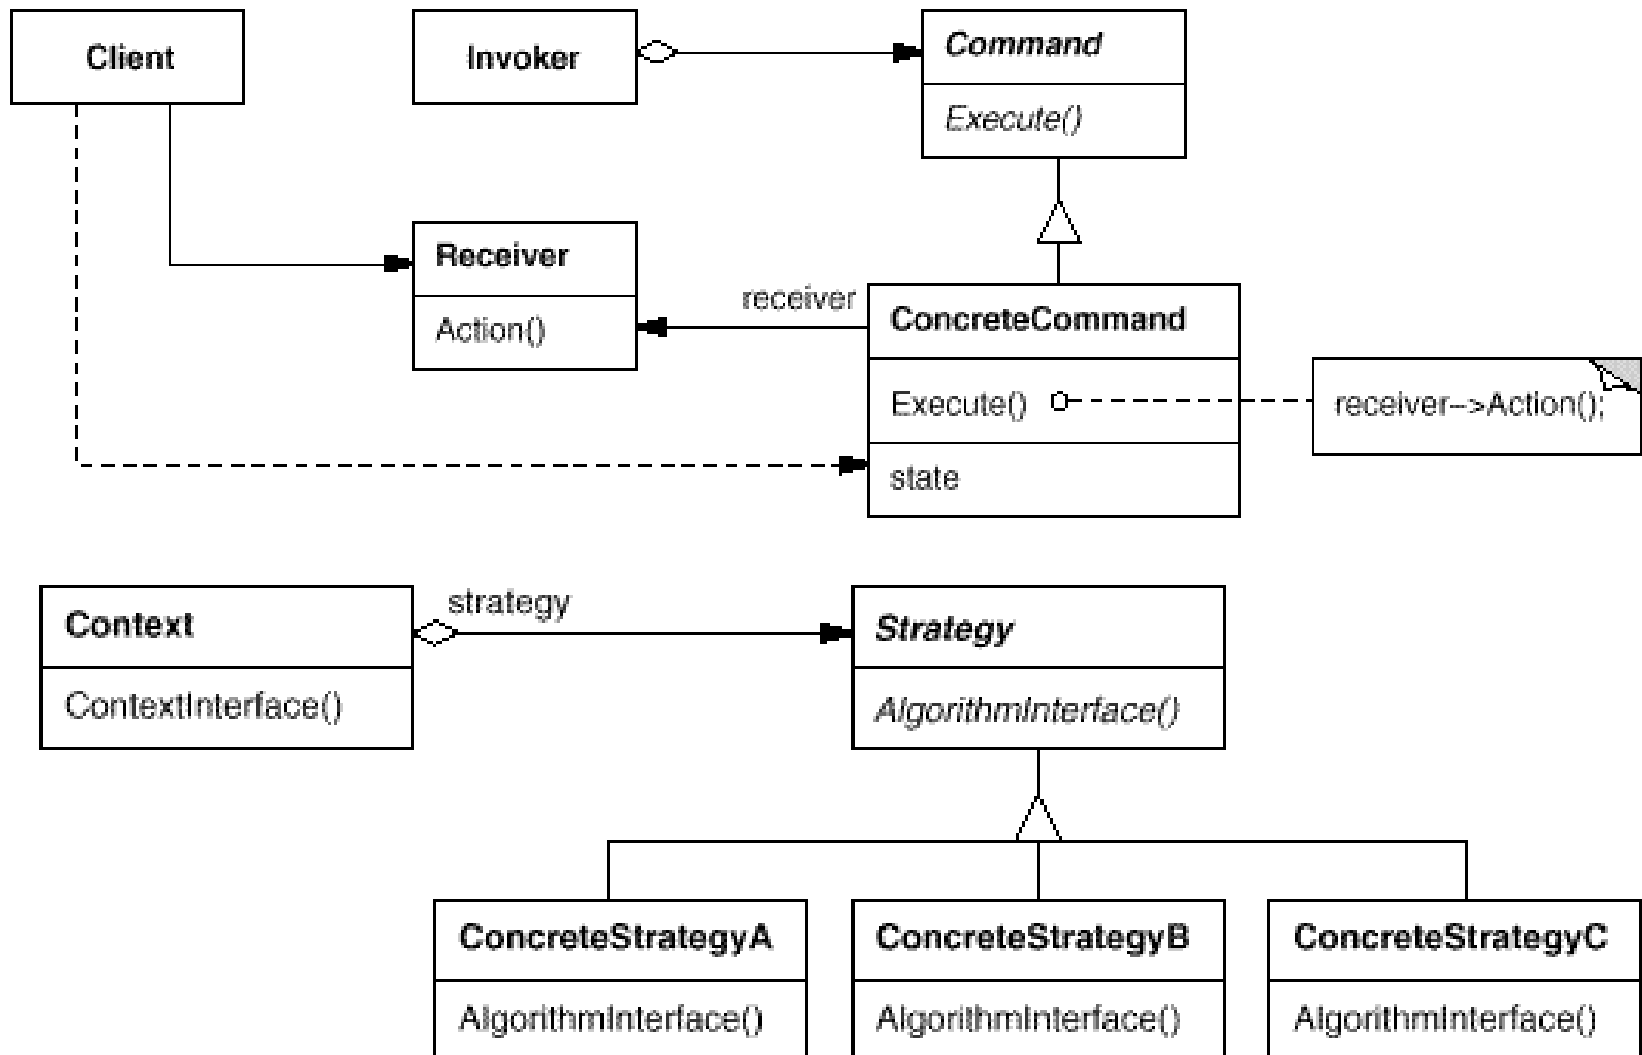 Client
Invoker
Command
Execute()
Receiver
Action()
receiver
ConcreteCommand
Execute()
receiver-->Action();
state
Context
ContextInterface()
strategy
Strategy
AlgorithmInterface()
ConcreteStrategyA
ConcreteStrategyB
ConcreteStrategyC
AlgorithmInterface()
AlgorithmInterface()
AlgorithmInterface()